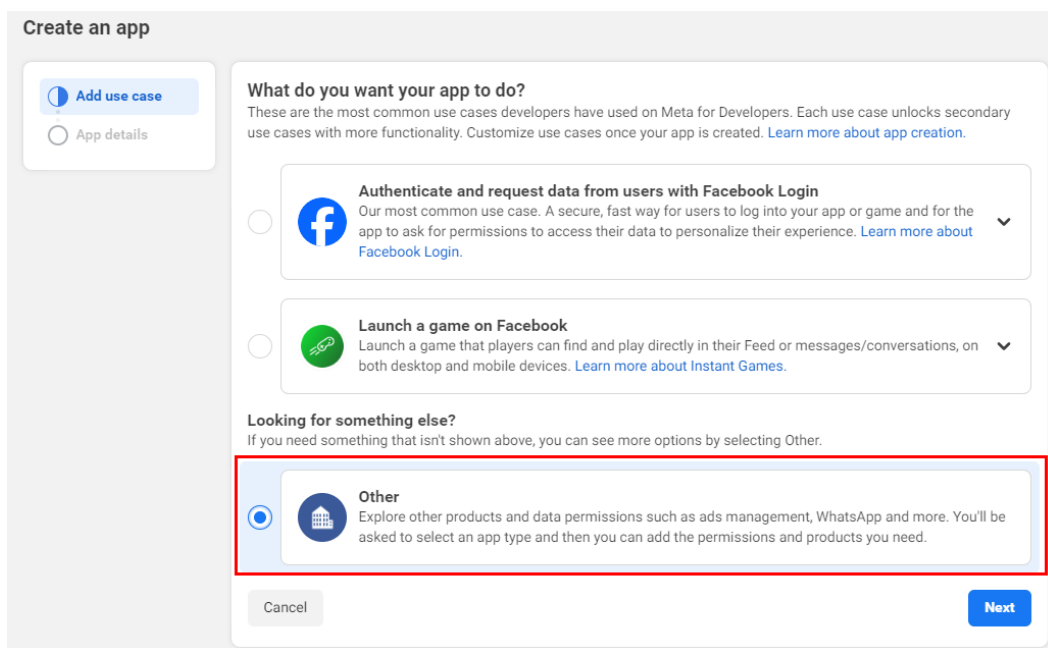 Create an app
Add use case
App details
What do you want your app to do?
These are the most common use cases developers have used on Meta for Developers. Each use case unlocks secondary
use cases with more functionality. Customize use cases once your app is created. Learn more about app creation.
Authenticate and request data from users with Facebook Login
Our most common use case. A secure, fast way for users to log into your app or game and for the
app to ask for permissions to access their data to personalize their experience. Learn more about
Facebook Login.
Launch a game on Facebook
Launch a game that players can find and play directly in their Feed or messages/conversations, on
both desktop and mobile devices. Learn more about Instant Games.
Looking for something else?
If you need something that isn't shown above, you can see more options by selecting Other.
Other
Explore other products and data permissions such as ads management, WhatsApp and more. You'll be
asked to select an app type and then you can add the permissions and products you need.
Cancel
Next